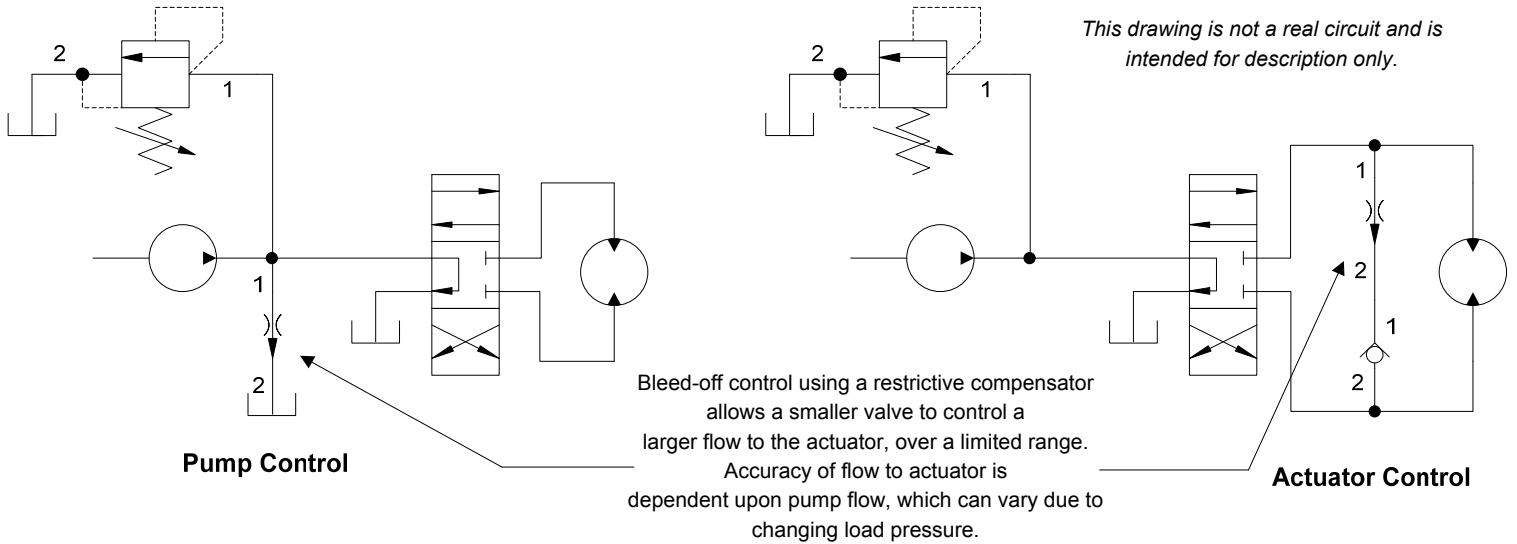 This drawing is not a real circuit and is
intended for description only.
2
1
2
1
1
2
1
2
1
2
Pump Control
Bleed-off control using a restrictive compensator
allows a smaller valve to control a
larger flow to the actuator, over a limited range.
Accuracy of flow to actuator is
dependent upon pump flow, which can vary due to
changing load pressure.
Actuator Control